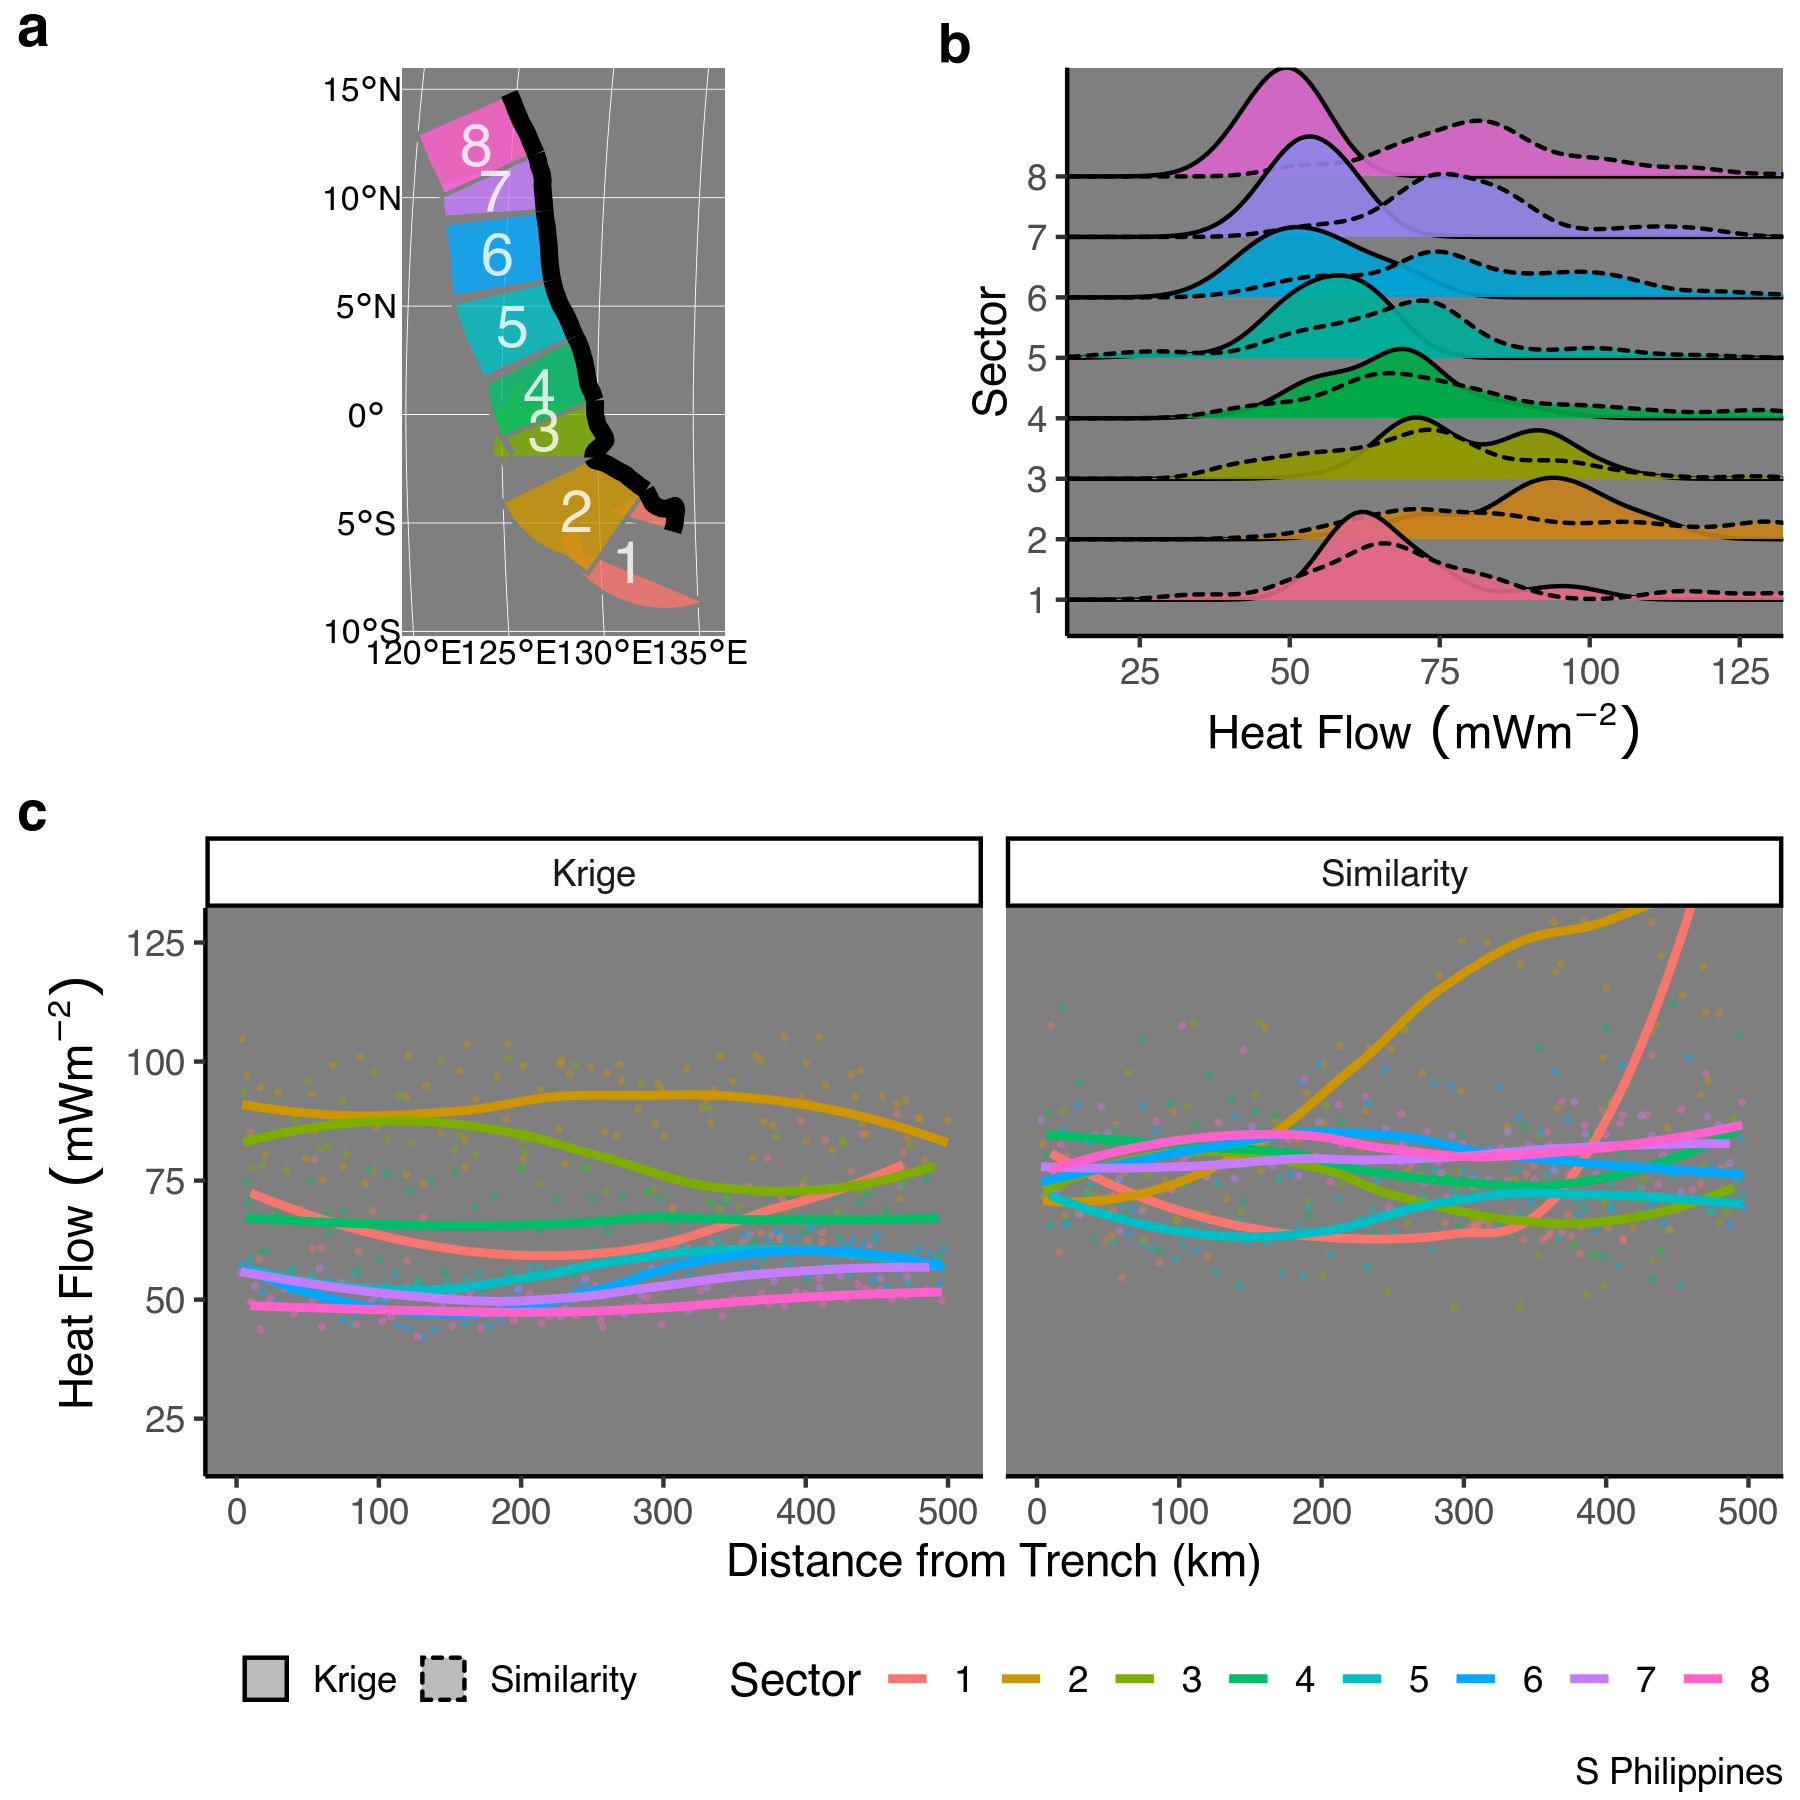 a
15°N
10°N
5°N
0°
5°S
10°S
120°E 125°E 130°E 135°E
8
7
6
5
4
3
2
1
b
Sector
8
7
6
5
4
3
2
1
25 50 75 100 125
Heat Flow (mWm−2)
c
Krige Similarity
Heat Flow (mWm−2)
125
100
75
50
25
0 100 200 300 400 500 0 100 200 300 400 500
Distance from Trench (km)
Krige Similarity Sector 1 2 3 4 5 6 7 8
S Philippines